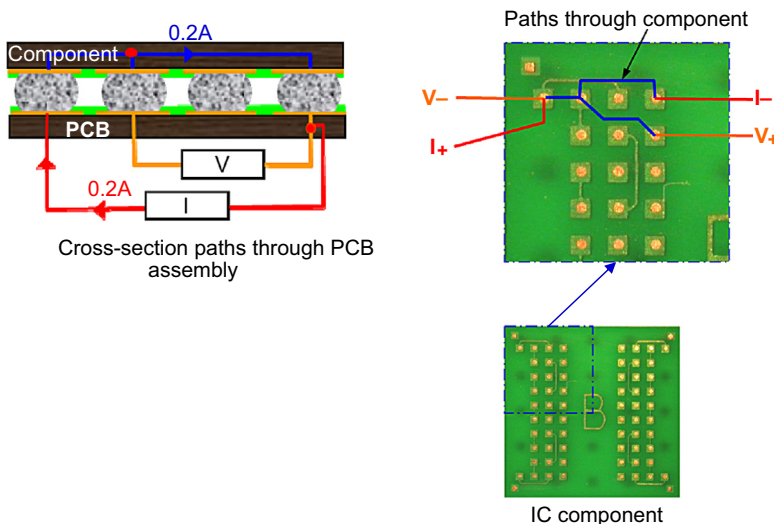 0.2A
Component
PCB
V
0.2A
I
Cross-section paths through PCB
assembly
Paths through component
V–
I+
I–
V+
B
IC component